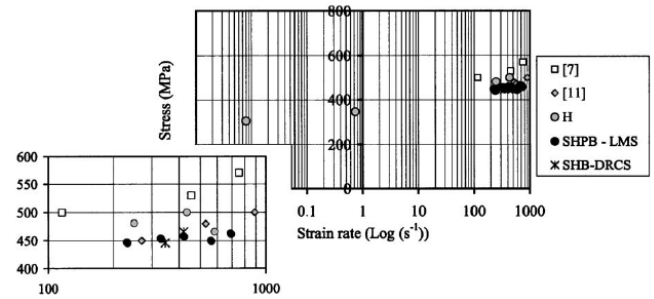 800
600
400
200
0
Stress (MPa)
0.1 1 10 100 1000
Strain rate (Log (s⁻¹))
[7]
[11]
H
SHPB - LMS
SHB-DRCS
600
550
500
450
400
100 1000